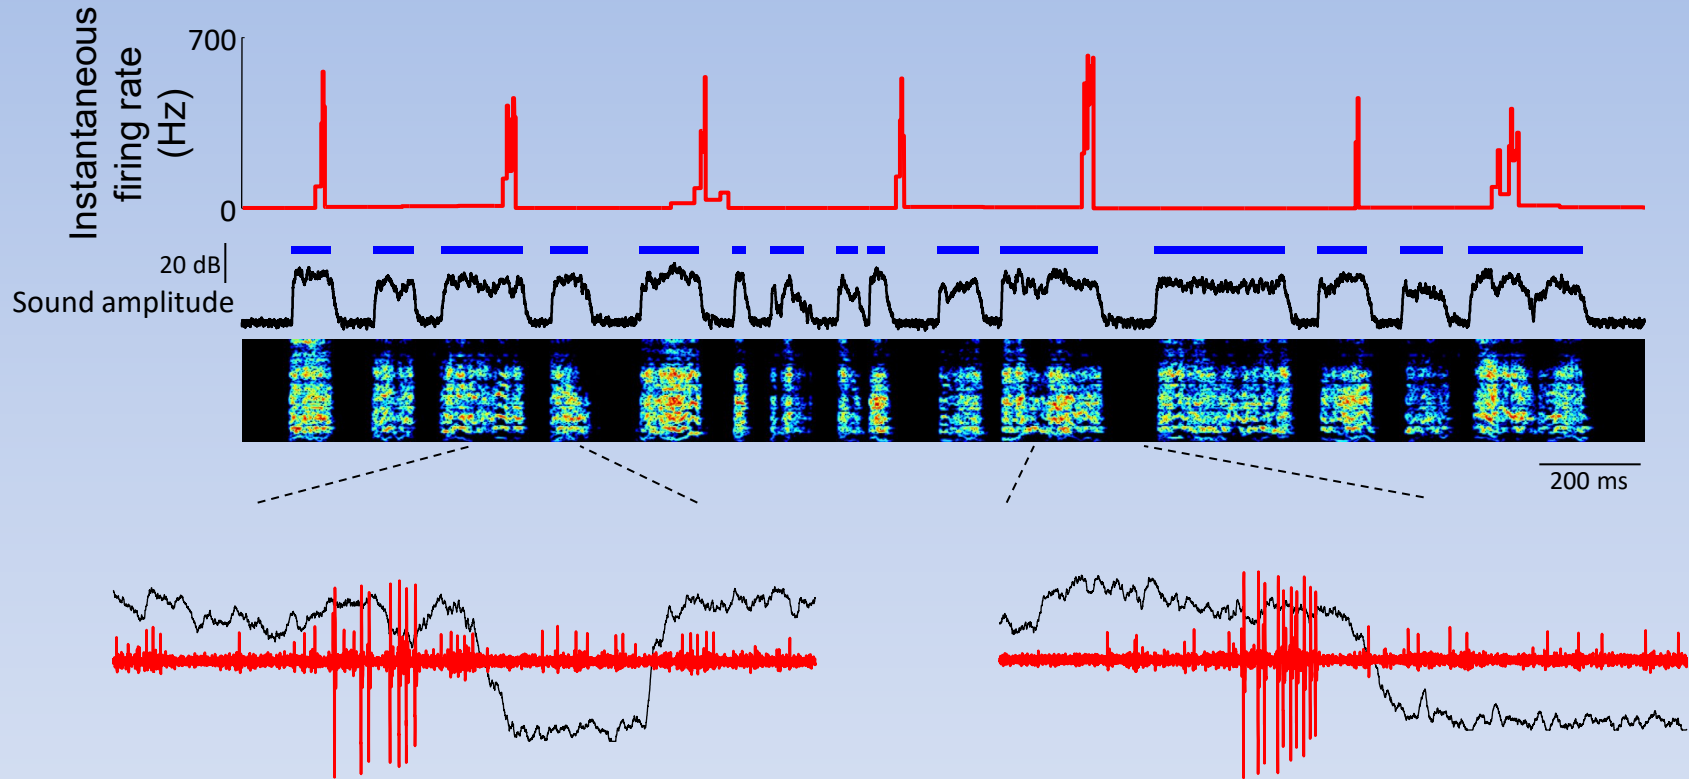 Instantaneous
firing rate
(Hz)
700
0
20 dB
Sound amplitude
200 ms